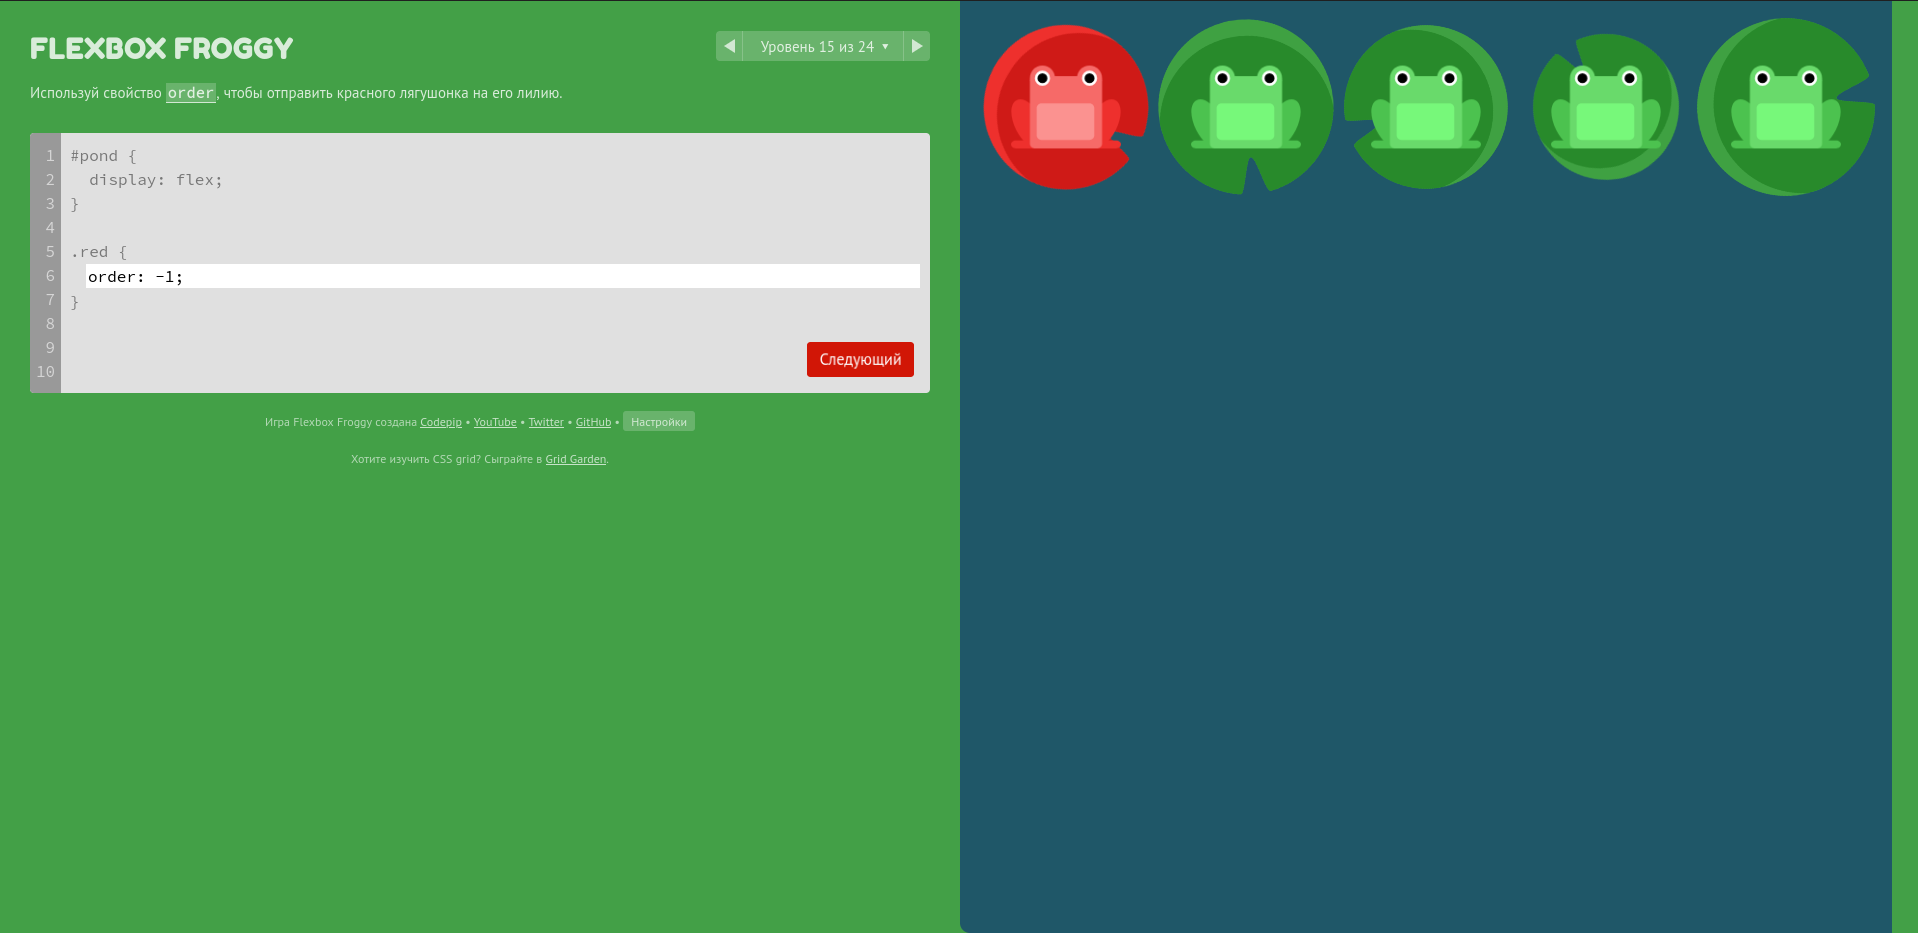 FLEXBOX FROGGY
Уровень 15 из 24 ▾
Используй свойство order, чтобы отправить красного лягушонка на его лилию.
1 #pond {
2 display: flex;
3 }
4
5 .red {
6 order: -1;
7 }
8
9
10
Следующий
Игра Flexbox Froggy создана Codepip • YouTube • Twitter • GitHub • Настройки
Хотите изучить CSS grid? Сыграйте в Grid Garden.